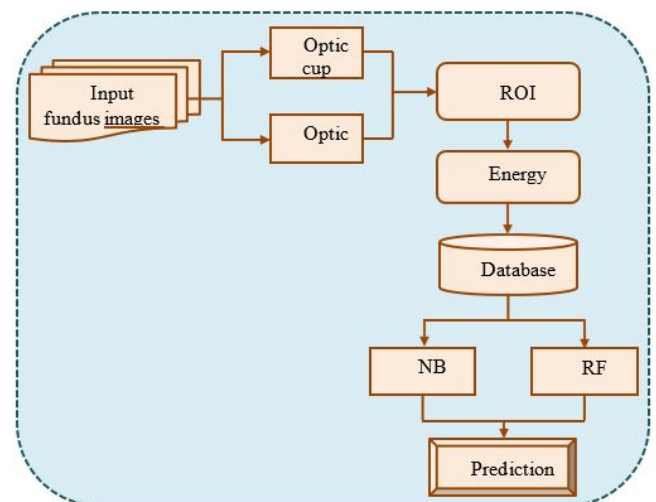 Input
fundus images
Optic
cup
Optic
ROI
Energy
Database
NB
RF
Prediction